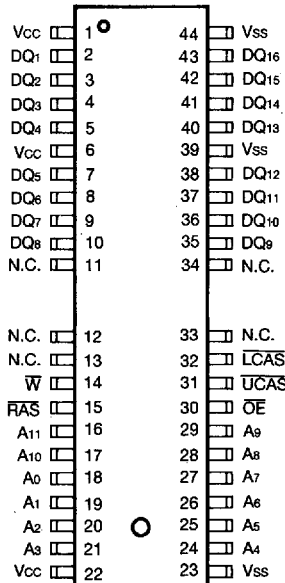 Vcc 1 44 Vss
DQ1 2 43 DQ16
DQ2 3 42 DQ15
DQ3 4 41 DQ14
DQ4 5 40 DQ13
Vcc 6 39 Vss
DQ5 7 38 DQ12
DQ6 8 37 DQ11
DQ7 9 36 DQ10
DQ8 10 35 DQ9
N.C. 11 34 N.C.
N.C. 12 33 N.C.
N.C. 13 32 L̅C̅A̅S̅
W̅ 14 31 U̅C̅A̅S̅
R̅A̅S̅ 15 30 O̅E̅
A11 16 29 A9
A10 17 28 A8
A0 18 27 A7
A1 19 26 A6
A2 20 25 A5
A3 21 24 A4
Vcc 22 23 Vss